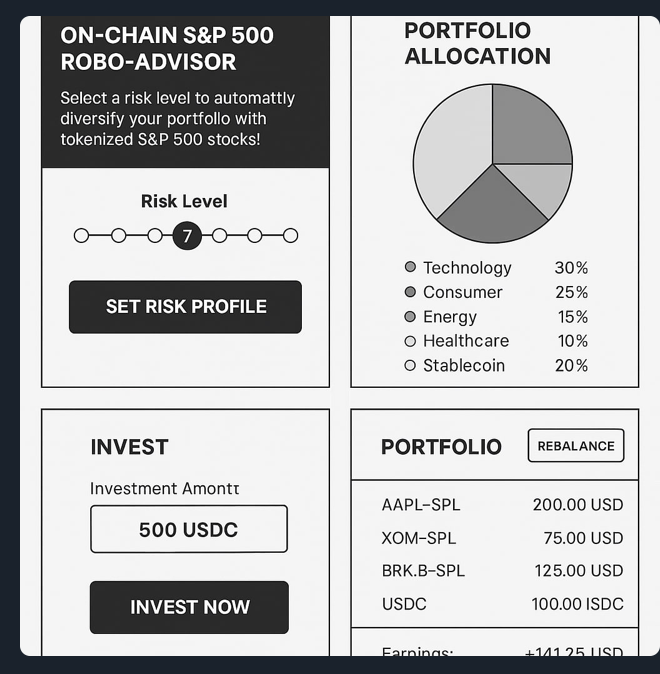 ON-CHAIN S&P 500
ROBO-ADVISOR
Select a risk level to automattly
diversify your portfolio with
tokenized S&P 500 stocks!
Risk Level
7
SET RISK PROFILE
PORTFOLIO
ALLOCATION
Technology 30%
Consumer 25%
Energy 15%
Healthcare 10%
Stablecoin 20%
INVEST
Investment Amontτ
500 USDC
INVEST NOW
PORTFOLIO REBALANCE
AAPL–SPL 200.00 USD
XOM–SPL 75.00 USD
BRK.B–SPL 125.00 USD
USDC 100.00 ISDC
Earnings: +141.25 USD